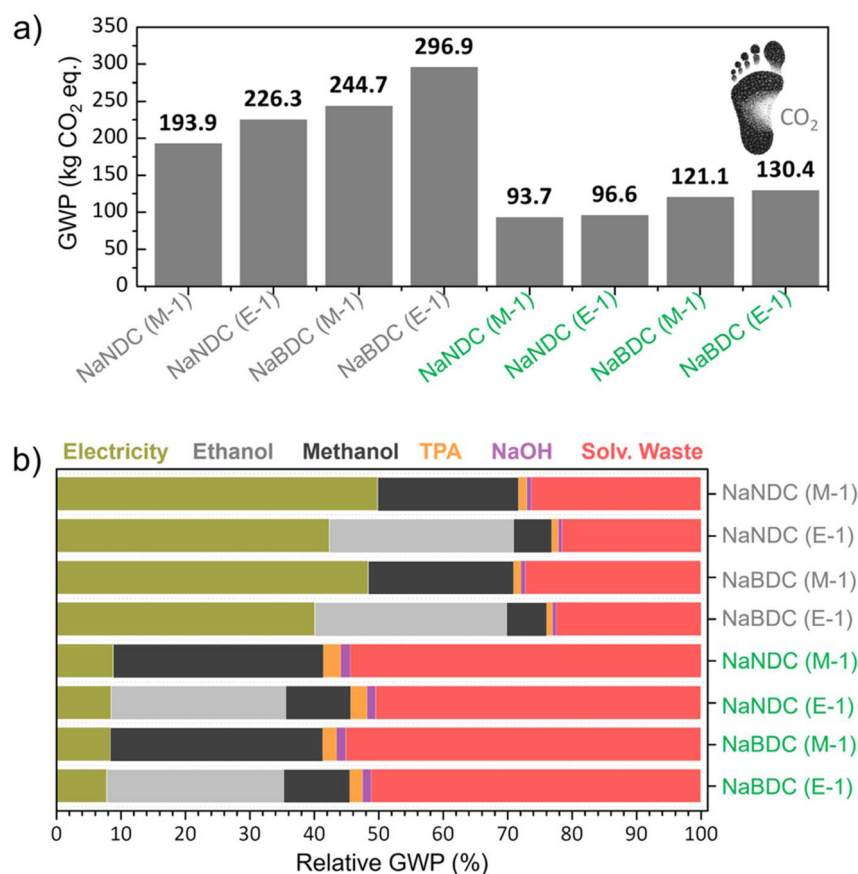 a)
GWP (kg CO₂ eq.)
350
300
250
200
150
100
50
0
193.9
226.3
244.7
296.9
93.7
96.6
121.1
130.4
CO₂
NaNDC (M-1)
NaNDC (E-1)
NaBDC (M-1)
NaBDC (E-1)
NaNDC (M-1)
NaNDC (E-1)
NaBDC (M-1)
NaBDC (E-1)
b)
Electricity Ethanol Methanol TPA NaOH Solv. Waste
NaNDC (M-1)
NaNDC (E-1)
NaBDC (M-1)
NaBDC (E-1)
NaNDC (M-1)
NaNDC (E-1)
NaBDC (M-1)
NaBDC (E-1)
0 10 20 30 40 50 60 70 80 90 100
Relative GWP (%)